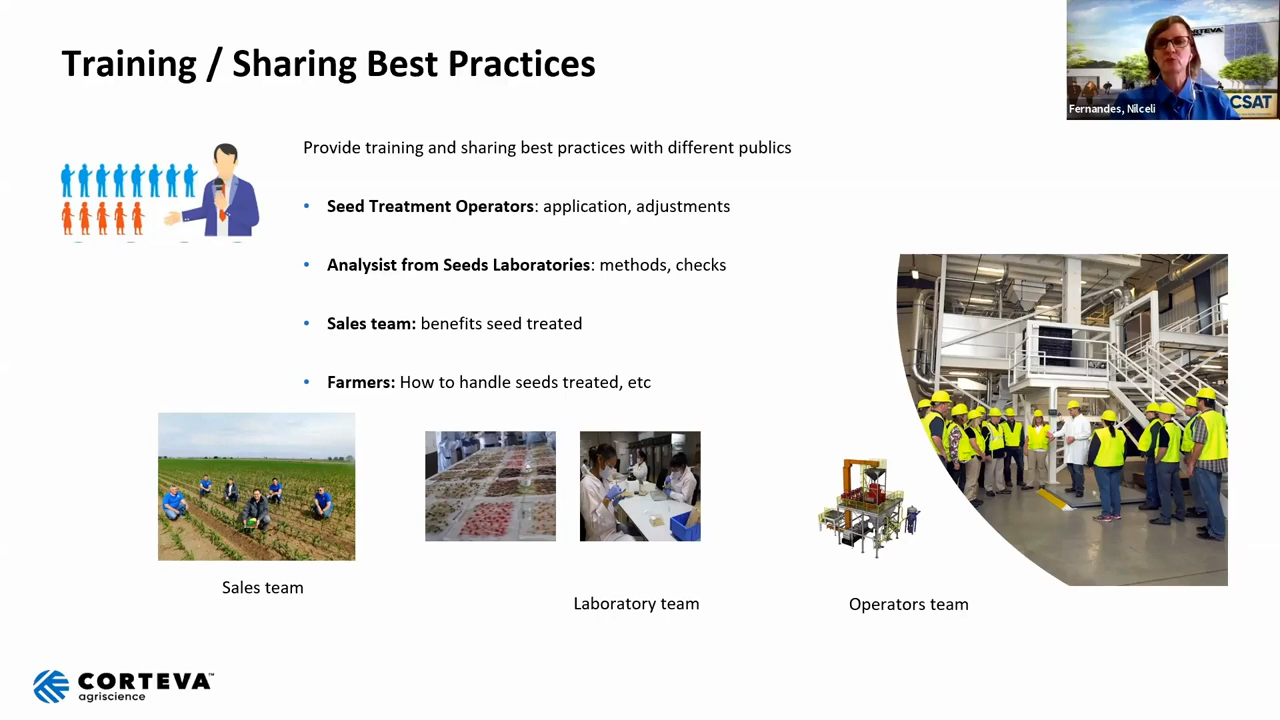 Training / Sharing Best Practices
CORTEVA
Fernandes, Nilceli
CSAT
Provide training and sharing best practices with different publics
• Seed Treatment Operators: application, adjustments
• Analysist from Seeds Laboratories: methods, checks
• Sales team: benefits seed treated
• Farmers: How to handle seeds treated, etc
Sales team
Laboratory team
Operators team
CORTEVA™
agriscience